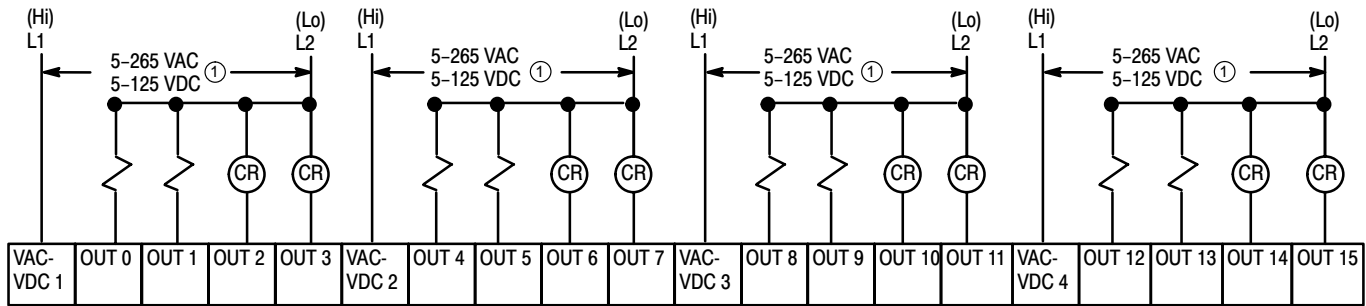 (Hi) (Lo) (Hi) (Lo) (Hi) (Lo) (Hi) (Lo)
L1 L2 L1 L2 L1 L2 L1 L2
5–265 VAC ① 5–265 VAC ① 5–265 VAC ① 5–265 VAC ①
5–125 VDC 5–125 VDC 5–125 VDC 5–125 VDC
CR CR CR CR CR CR CR CR
VAC- OUT 0 OUT 1 OUT 2 OUT 3 VAC- OUT 4 OUT 5 OUT 6 OUT 7 VAC- OUT 8 OUT 9 OUT 10 OUT 11 VAC- OUT 12 OUT 13 OUT 14 OUT 15
VDC 1 VDC 2 VDC 3 VDC 4